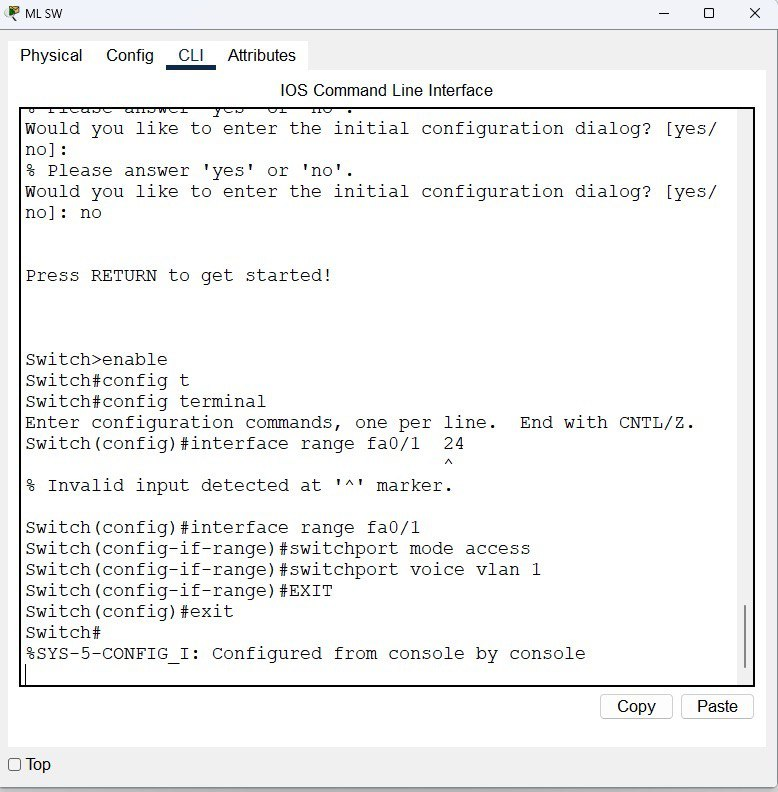 ML SW
Physical Config CLI Attributes
IOS Command Line Interface
% Please answer 'yes' or 'no'.
Would you like to enter the initial configuration dialog? [yes/
no]:
% Please answer 'yes' or 'no'.
Would you like to enter the initial configuration dialog? [yes/
no]: no
Press RETURN to get started!
Switch>enable
Switch#config t
Switch#config terminal
Enter configuration commands, one per line.  End with CNTL/Z.
Switch(config)#interface range fa0/1  24
^
% Invalid input detected at '^' marker.
Switch(config)#interface range fa0/1
Switch(config-if-range)#switchport mode access
Switch(config-if-range)#switchport voice vlan 1
Switch(config-if-range)#EXIT
Switch(config)#exit
Switch#
%SYS-5-CONFIG_I: Configured from console by console
Copy Paste
Top